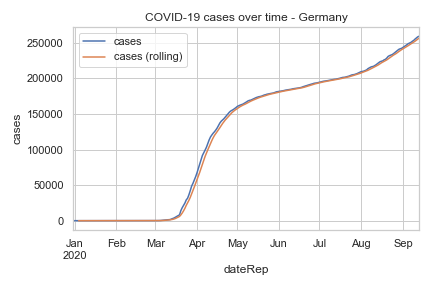 COVID-19 cases over time - Germany
cases
cases (rolling)
250000
200000
150000
100000
50000
0
cases
Jan Feb Mar Apr May Jun Jul Aug Sep
2020
dateRep